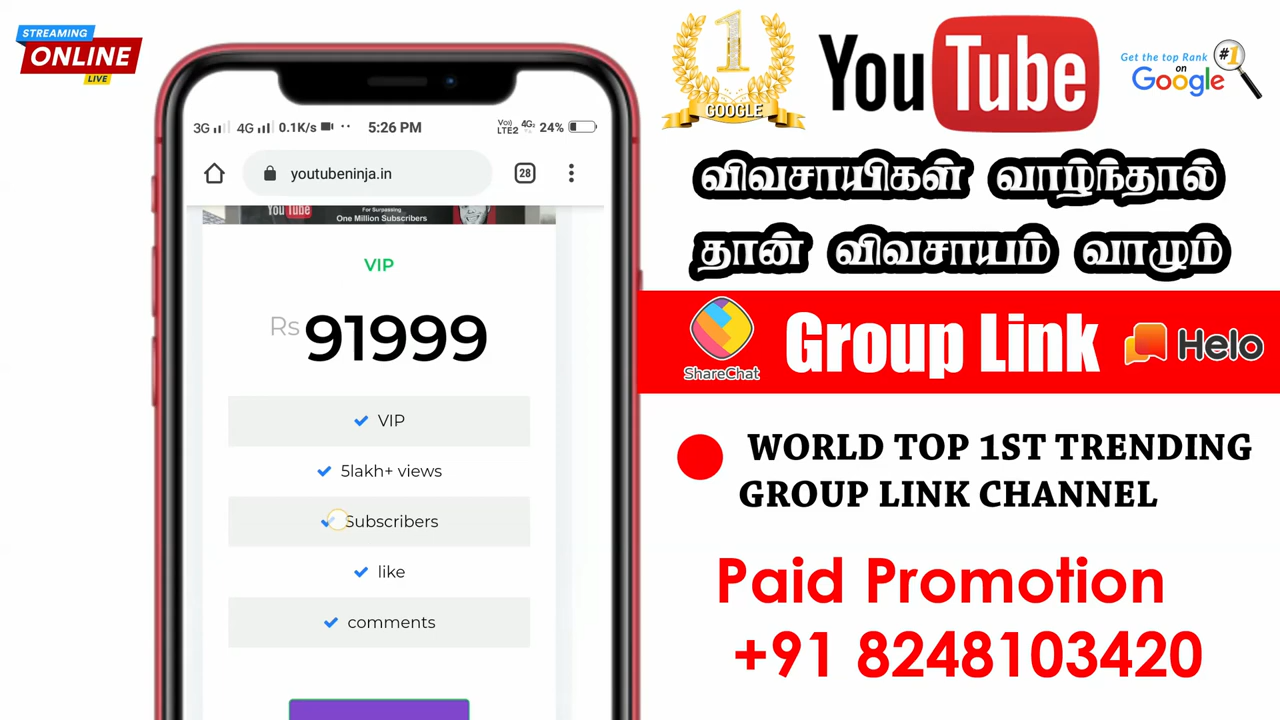 STREAMING
ONLINE
LIVE
3G 4G 0.1K/s 5:26 PM Vo)) LTE2 4G 24%
youtubeninja.in
28
YouTube
For Surpassing
One Million Subscribers
VIP
Rs 91999
VIP
5lakh+ views
Subscribers
like
comments
1
GOOGLE
YouTube
Get the top Rank
on
Google
#1
விவசாயிகள் வாழ்ந்தால்
தான் விவசாயம் வாழும்
ShareChat
Group Link
Helo
WORLD TOP 1ST TRENDING
GROUP LINK CHANNEL
Paid Promotion
+91 8248103420